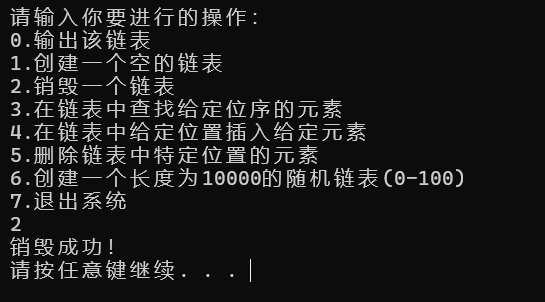 请输入你要进行的操作:
0.输出该链表
1.创建一个空的链表
2.销毁一个链表
3.在链表中查找给定位序的元素
4.在链表中给定位置插入给定元素
5.删除链表中特定位置的元素
6.创建一个长度为10000的随机链表(0-100)
7.退出系统
2
销毁成功!
请按任意键继续. . .